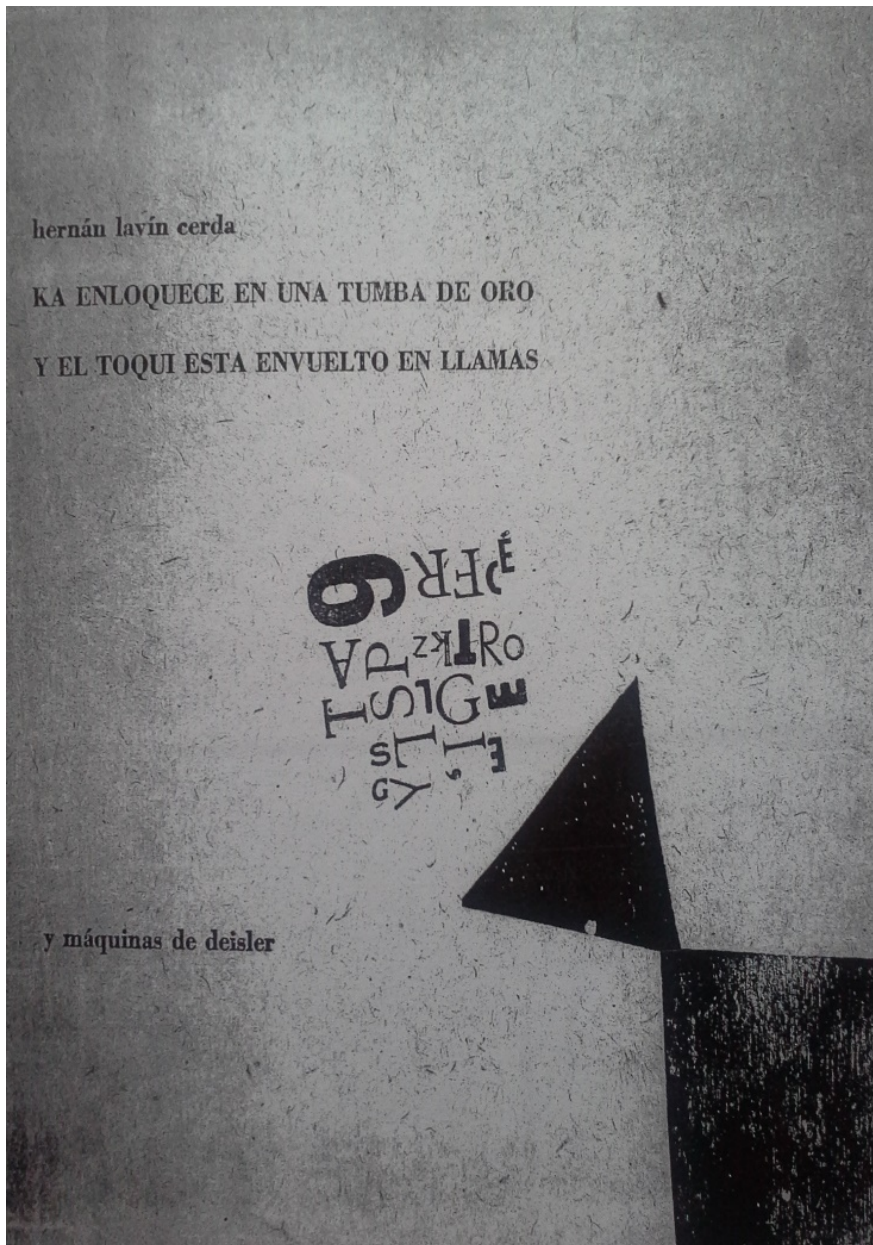 hernán lavín cerda
KA ENLOQUECE EN UNA TUMBA DE ORO
Y EL TOQUI ESTA ENVUELTO EN LLAMAS
y máquinas de deisler